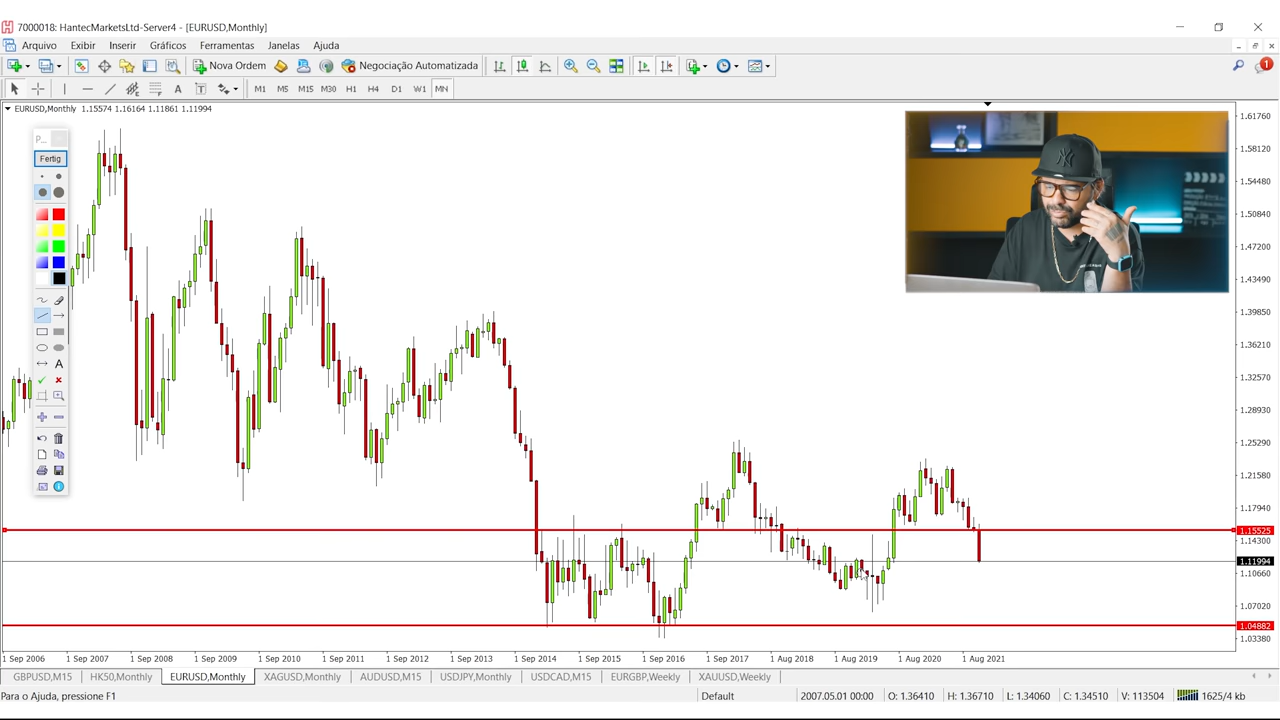 7000018: HantecMarketsLtd-Server4 - [EURUSD,Monthly]
Arquivo Exibir Inserir Gráficos Ferramentas Janelas Ajuda
Nova Ordem Negociação Automatizada 1
A T M1 M5 M15 M30 H1 H4 D1 W1 MN
EURUSD,Monthly 1.15574 1.16164 1.11861 1.11994
P...
Fertig
A
1.61760
1.58120
1.54480
1.50840
1.47200
1.43490
1.39850
1.36210
1.32570
1.28930
1.25290
1.21580
1.17940
1.15525
1.14300
1.11994
1.10660
1.07020
1.04882
1.03380
1 Sep 2006 1 Sep 2007 1 Sep 2008 1 Sep 2009 1 Sep 2010 1 Sep 2011 1 Sep 2012 1 Sep 2013 1 Sep 2014 1 Sep 2015 1 Sep 2016 1 Sep 2017 1 Aug 2018 1 Aug 2019 1 Aug 2020 1 Aug 2021
GBPUSD,M15 HK50,Monthly EURUSD,Monthly XAGUSD,Monthly AUDUSD,M15 USDJPY,Monthly USDCAD,M15 EURGBP,Weekly XAUUSD,Weekly
Para o Ajuda, pressione F1 Default 2007.05.01 00:00 O: 1.36410 H: 1.36710 L: 1.34060 C: 1.34510 V: 113504 1625/4 kb